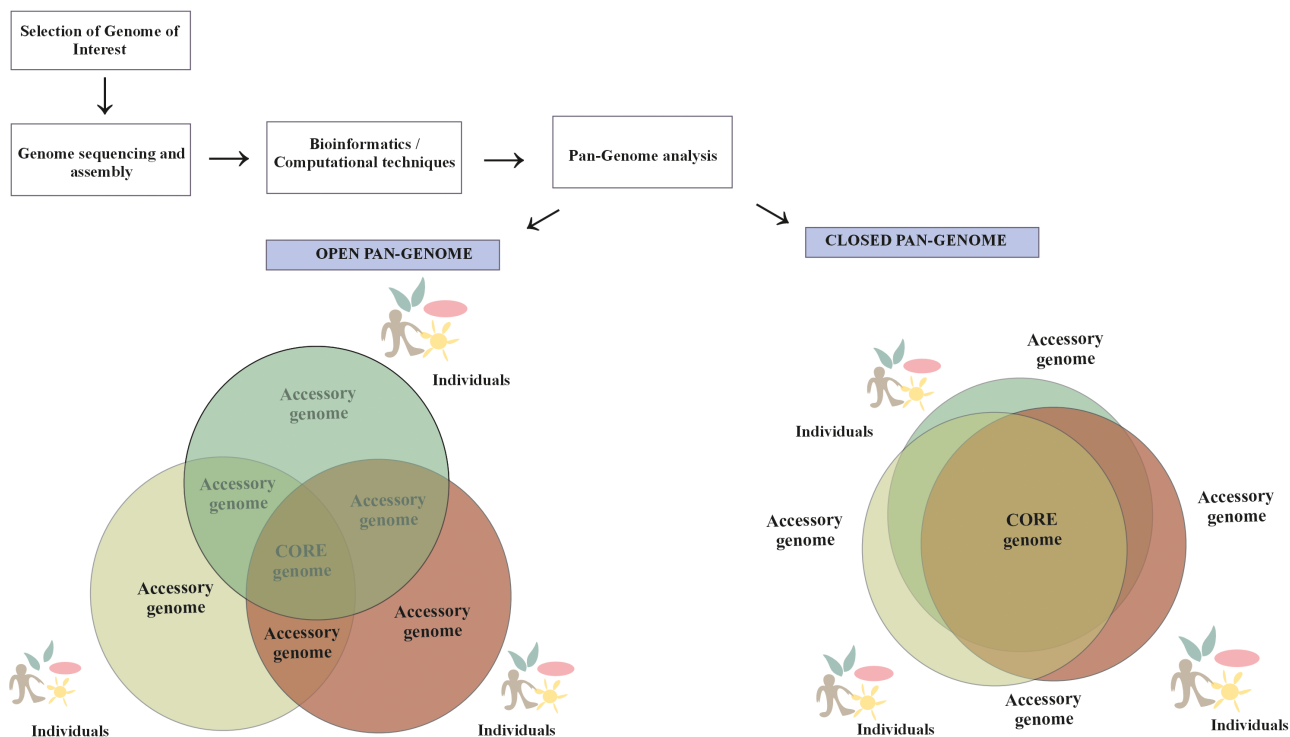 Selection of Genome of
Interest
Genome sequencing and
assembly
Bioinformatics /
Computational techniques
Pan-Genome analysis
OPEN PAN-GENOME
CLOSED PAN-GENOME
Individuals
Accessory
genome
Accessory
genome
Accessory
genome
CORE
genome
Accessory
genome
Accessory
genome
Accessory
genome
Individuals
Individuals
Accessory
genome
Individuals
Accessory
genome
CORE
genome
Accessory
genome
Accessory
genome
Individuals
Individuals